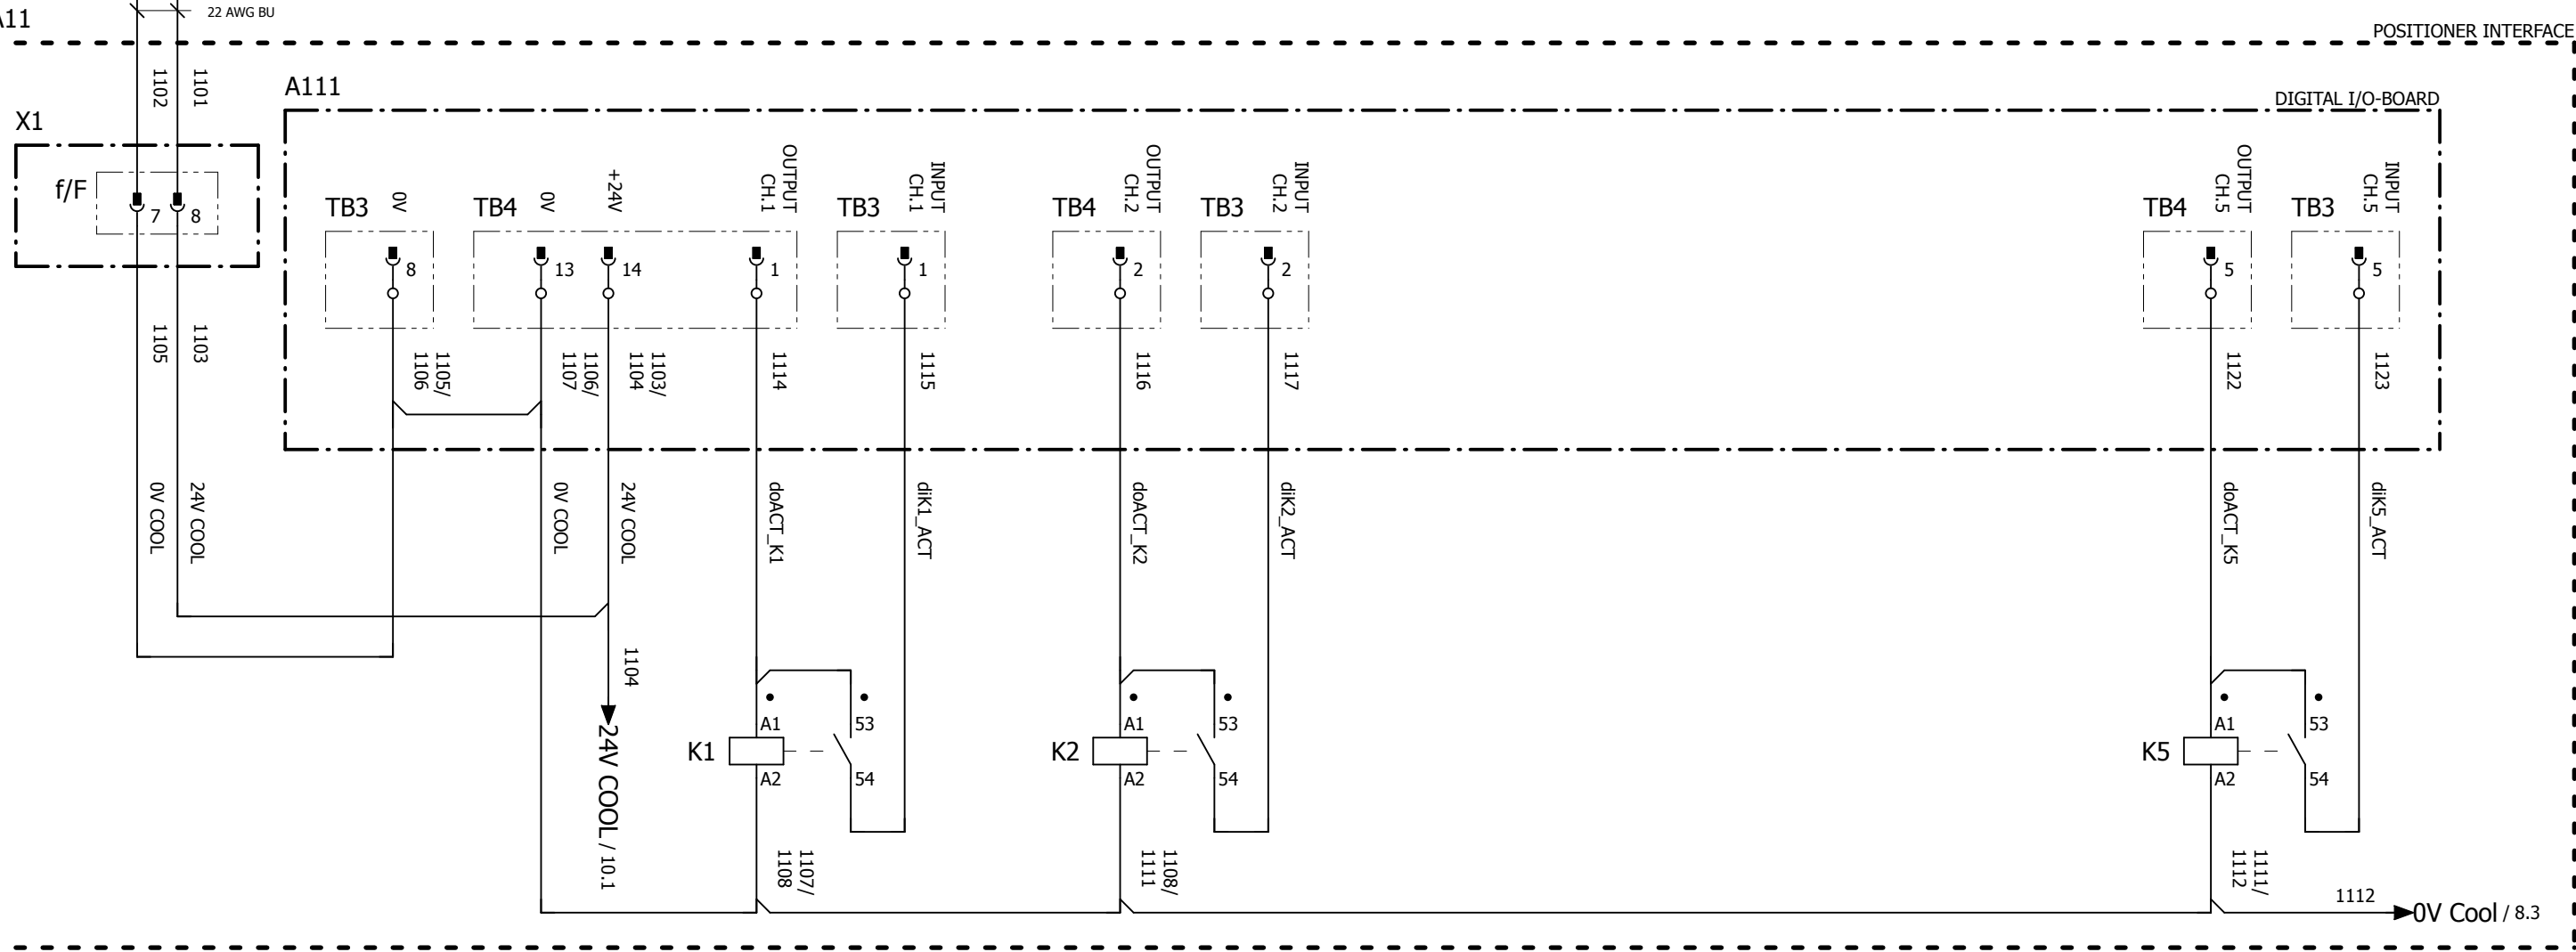 22 AWG BU
A11
POSITIONER INTERFACE
1102
1101
A111
DIGITAL I/O-BOARD
X1
f/F
7
8
TB3
0V
8
TB4
0V
13
+24V
14
OUTPUT
CH.1
1
TB3
INPUT
CH.1
1
TB4
OUTPUT
CH.2
2
TB3
INPUT
CH.2
2
TB4
OUTPUT
CH.5
5
TB3
INPUT
CH.5
5
1105
1103
1105/
1106
1106/
1107
1103/
1104
1114
1115
1116
1117
1122
1123
0V COOL
24V COOL
0V COOL
24V COOL
doACT_K1
diK1_ACT
doACT_K2
diK2_ACT
doACT_K5
diK5_ACT
1104
24V COOL / 10.1
K1
A1
A2
53
54
K2
A1
A2
53
54
K5
A1
A2
53
54
1107/
1108
1108/
1111
1111/
1112
1112
0V Cool / 8.3